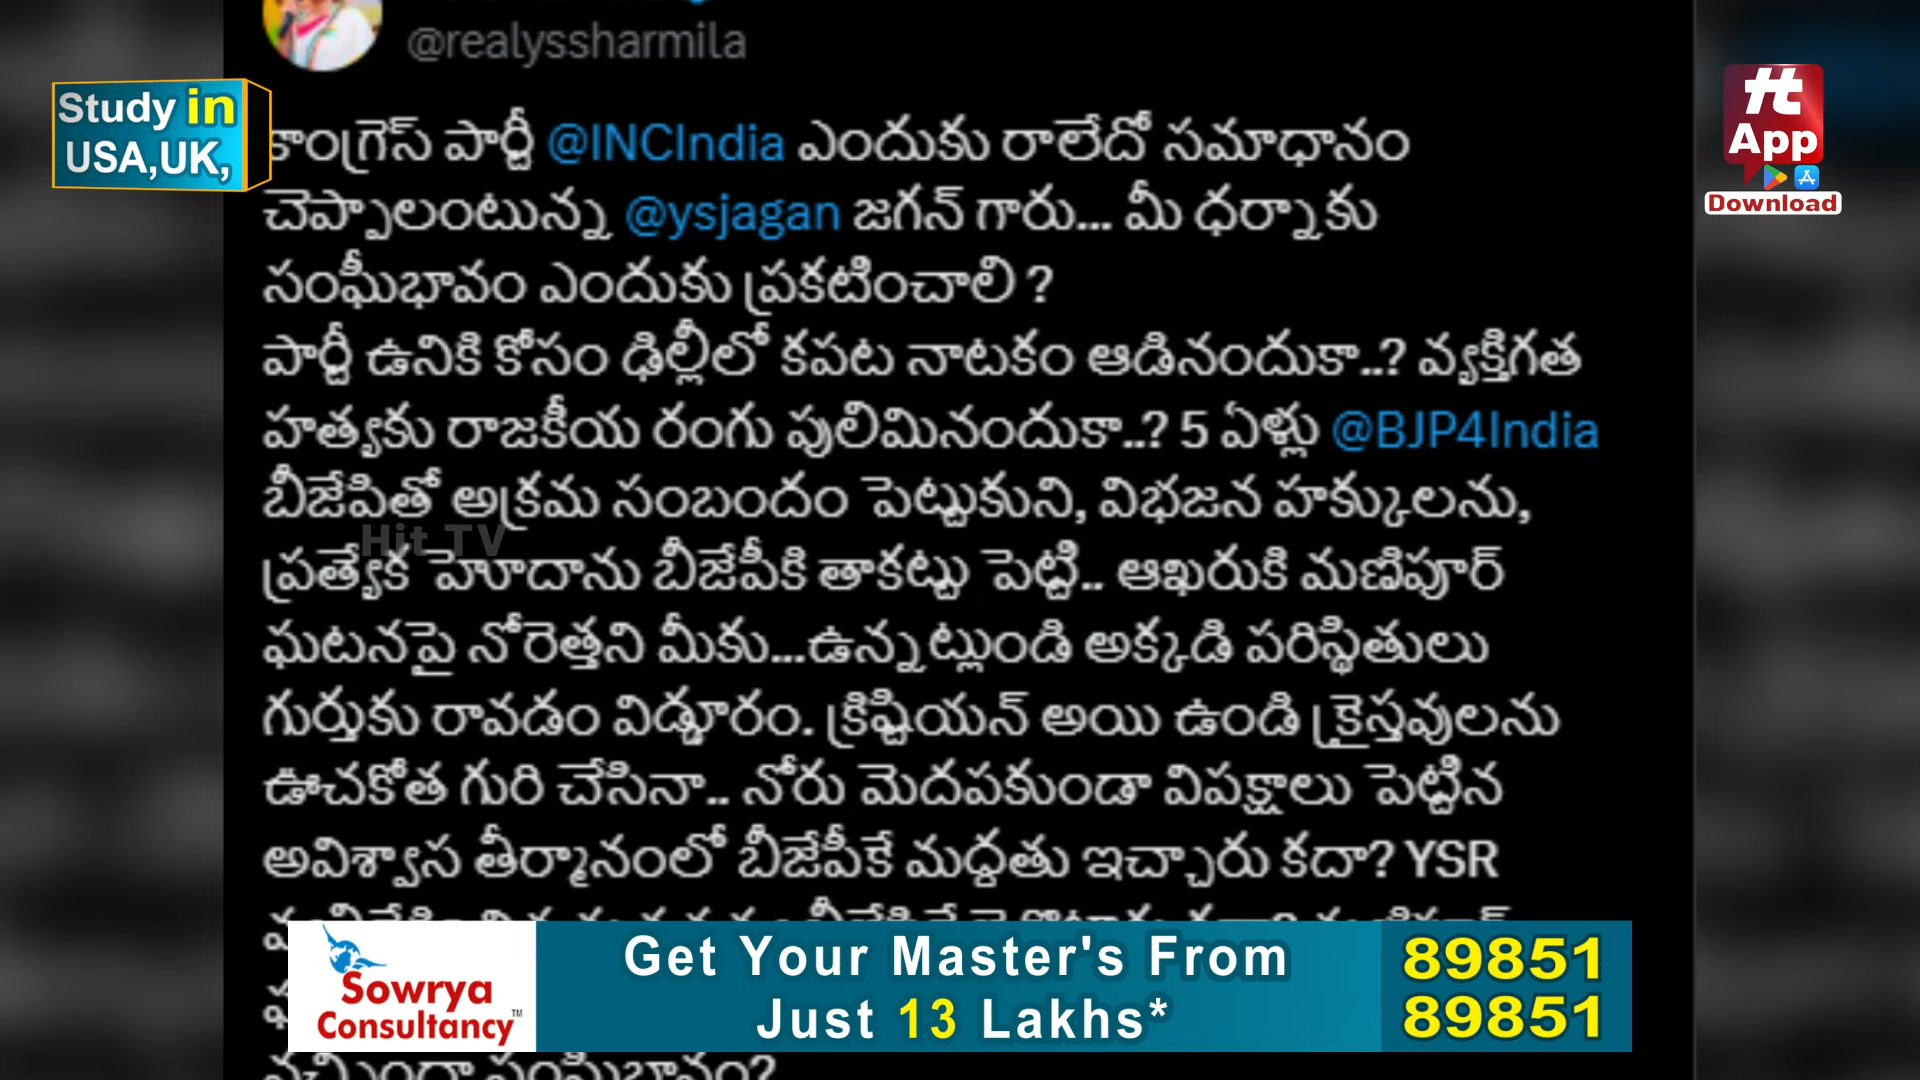 @realyssharmila
కాంగ్రెస్ పార్టీ @INCIndia ఎందుకు రాలేదో సమాధానం
చెప్పాలంటున్న @ysjagan జగన్ గారు... మీ ధర్నాకు
సంఘీభావం ఎందుకు ప్రకటించాలి ?
పార్టీ ఉనికి కోసం ఢిల్లీలో కపట నాటకం ఆడినందుకా..? వ్యక్తిగత
హత్యకు రాజకీయ రంగు పులిమినందుకా..? 5 ఏళ్లు @BJP4India
బీజేపితో అక్రమ సంబందం పెట్టుకుని, విభజన హక్కులను,
ప్రత్యేక హెూదాను బీజేపీకి తాకట్టు పెట్టి.. ఆఖరుకి మణిపూర్
ఘటనపై నోరెత్తని మీకు...ఉన్నట్లుండి అక్కడి పరిస్థితులు
గుర్తుకు రావడం విడ్డూరం. క్రిష్టియన్ అయి ఉండి క్రైస్తవులను
ఊచకోత గురి చేసినా.. నోరు మెదపకుండా విపక్షాలు పెట్టిన
అవిశ్వాస తీర్మానంలో బీజేపీకే మద్దతు ఇచ్చారు కదా? YSR
సంఘీభావం?
Study in
USA,UK,
Hit TV
tt
App
Download
Sowrya
Consultancy™
Get Your Master's From
Just 13 Lakhs*
89851
89851